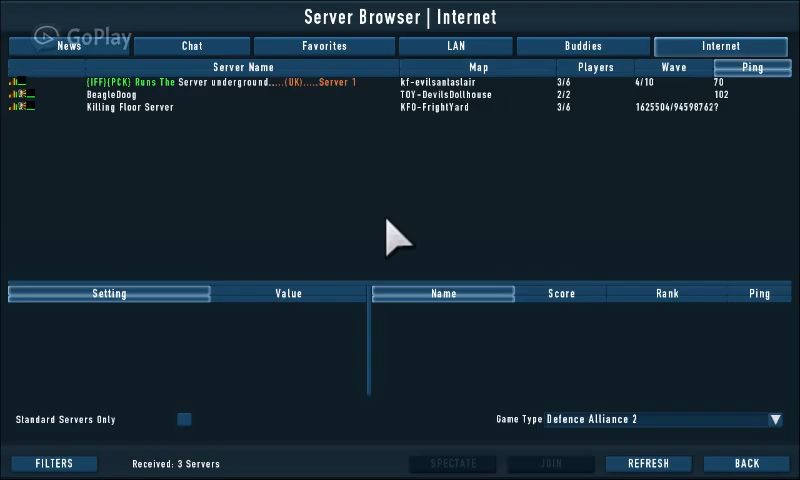 Server Browser | Internet
GoPlay
News Chat Favorites LAN Buddies Internet
Server Name Map Players Wave Ping
{IFF}{PCK} Runs The Server underground.....(UK).....Server 1 kf-evilsantaslair 3/6 4/10 70
BeagleDoog TOY-DevilsDollhouse 2/2 102
Killing Floor Server KFO-FrightYard 3/6 1625504/94598762?
Setting Value Name Score Rank Ping
Standard Servers Only Game Type Defence Alliance 2
FILTERS Received: 3 Servers SPECTATE JOIN REFRESH BACK